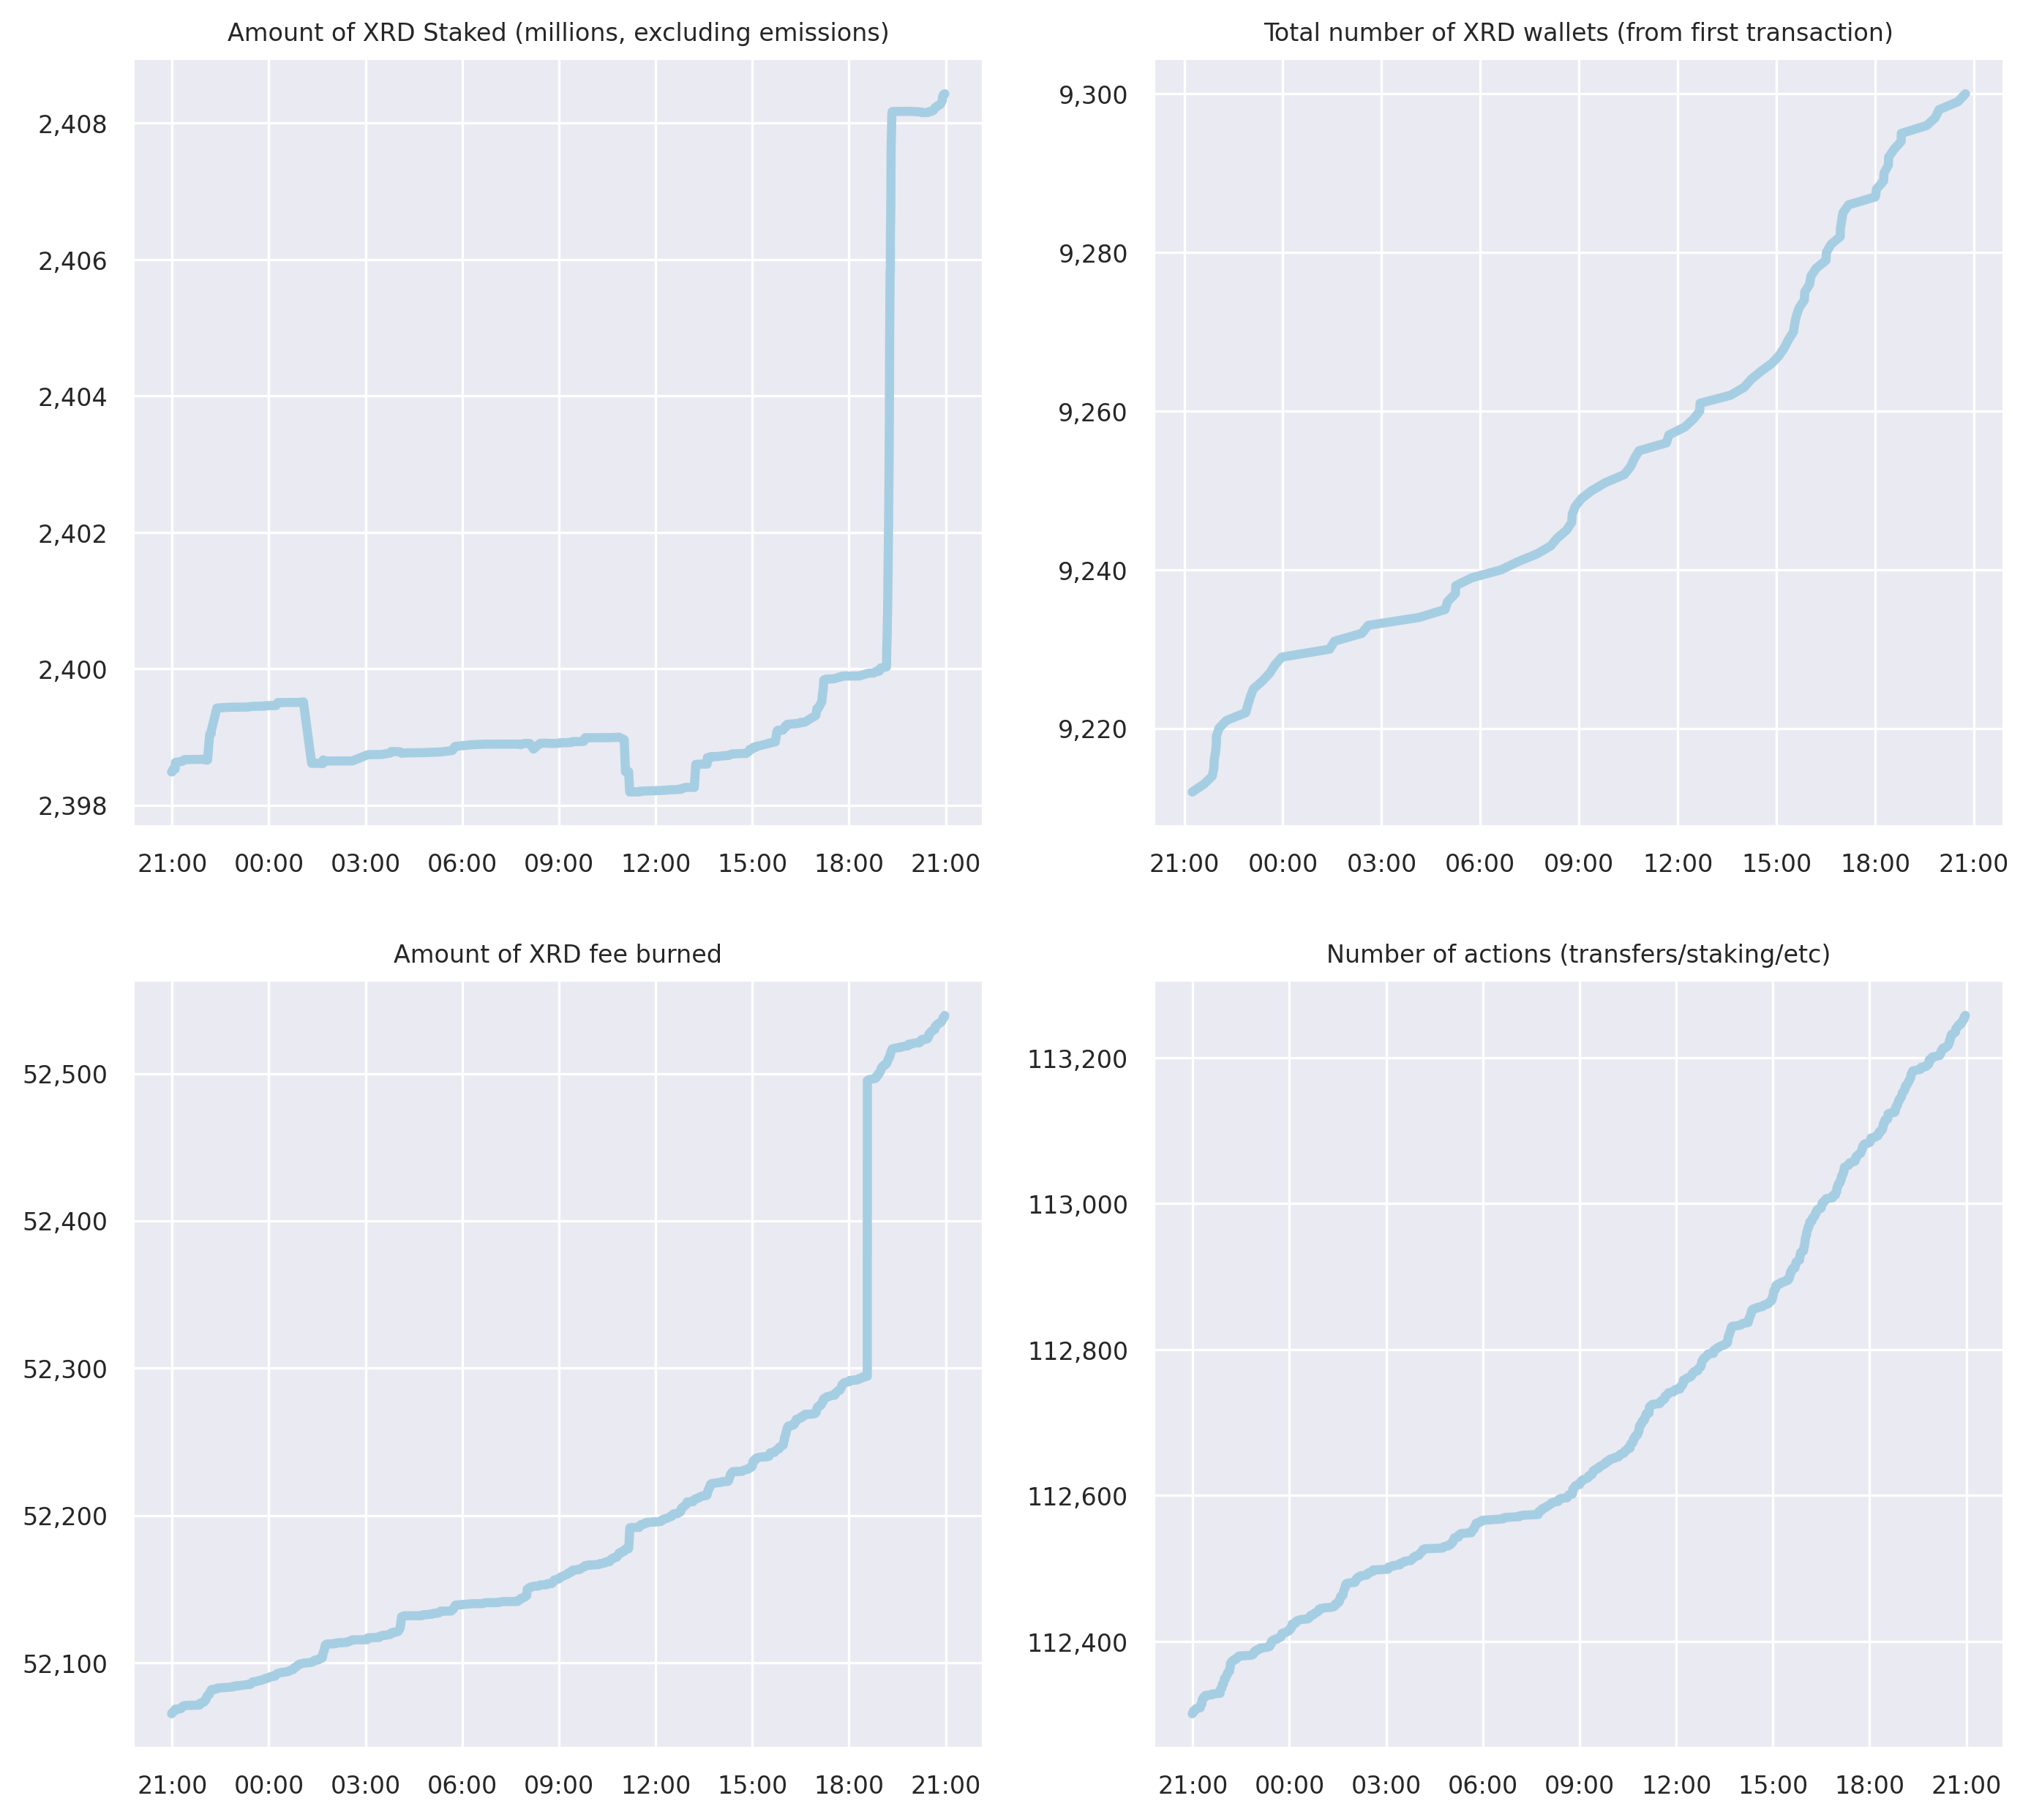 Amount of XRD Staked (millions, excluding emissions)
2,408
2,406
2,404
2,402
2,400
2,398
21:00 00:00 03:00 06:00 09:00 12:00 15:00 18:00 21:00
Total number of XRD wallets (from first transaction)
9,300
9,280
9,260
9,240
9,220
21:00 00:00 03:00 06:00 09:00 12:00 15:00 18:00 21:00
Amount of XRD fee burned
52,500
52,400
52,300
52,200
52,100
21:00 00:00 03:00 06:00 09:00 12:00 15:00 18:00 21:00
Number of actions (transfers/staking/etc)
113,200
113,000
112,800
112,600
112,400
21:00 00:00 03:00 06:00 09:00 12:00 15:00 18:00 21:00